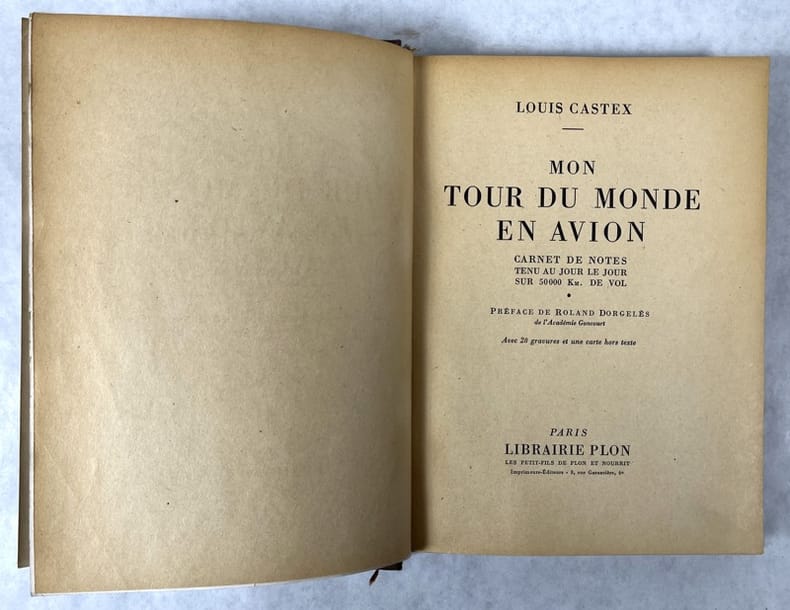 LOUIS CASTEX
MON
TOUR DU MONDE
EN AVION
CARNET DE NOTES
TENU AU JOUR LE JOUR
SUR 50000 KM. DE VOL
PRÉFACE DE ROLAND DORGELÈS
de l'Académie Goncourt
Avec 28 gravures et une carte hors texte
PARIS
LIBRAIRIE PLON
LES PETIT-FILS DE PLON ET NOURRIT
Imprimeurs-Éditeurs - 8, rue Garancière, 6e